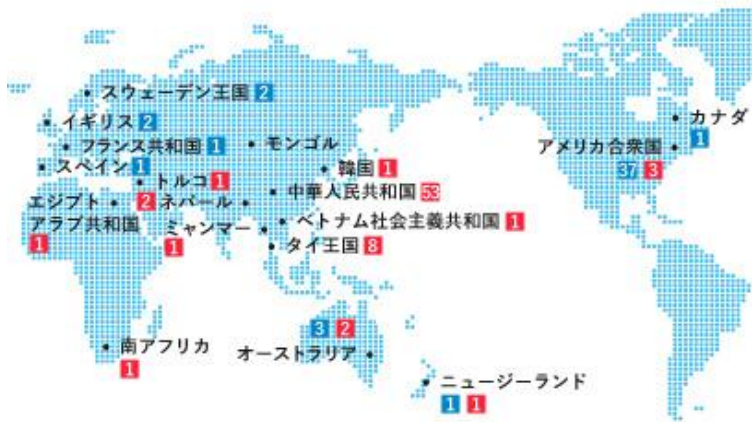 スウェーデン王国 2
イギリス 2
フランス共和国 1
モンゴル
カナダ
1
アメリカ合衆国
37 3
スペイン 1
韓国 1
トルコ 1
中華人民共和国 53
エジプト
アラブ共和国
1
2 ネパール
ミャンマー
1
ベトナム社会主義共和国 1
タイ王国 8
3 2
オーストラリア
南アフリカ
1
ニュージーランド
1 1